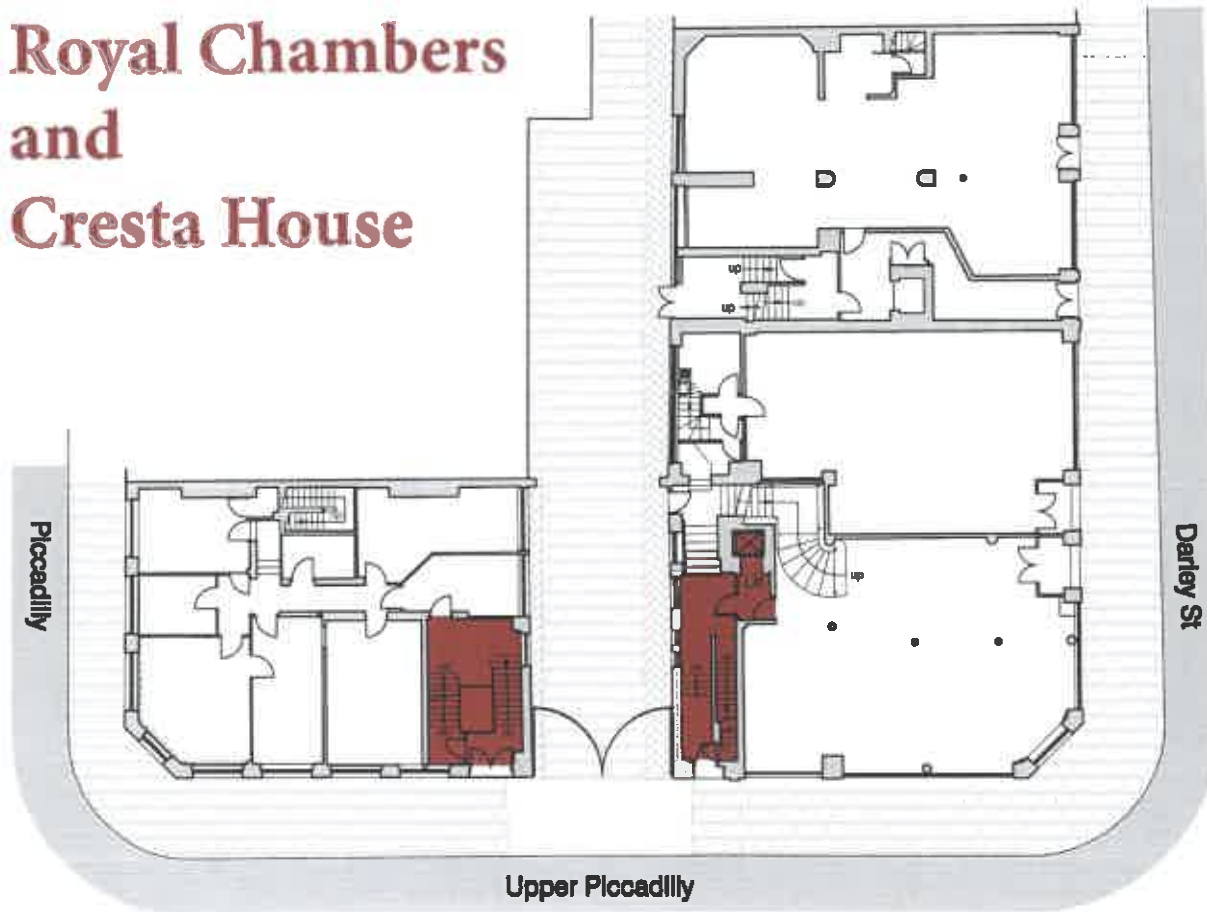 Royal Chambers
and
Cresta House
up
up
up
Piccadilly
Darley St
Upper Piccadilly